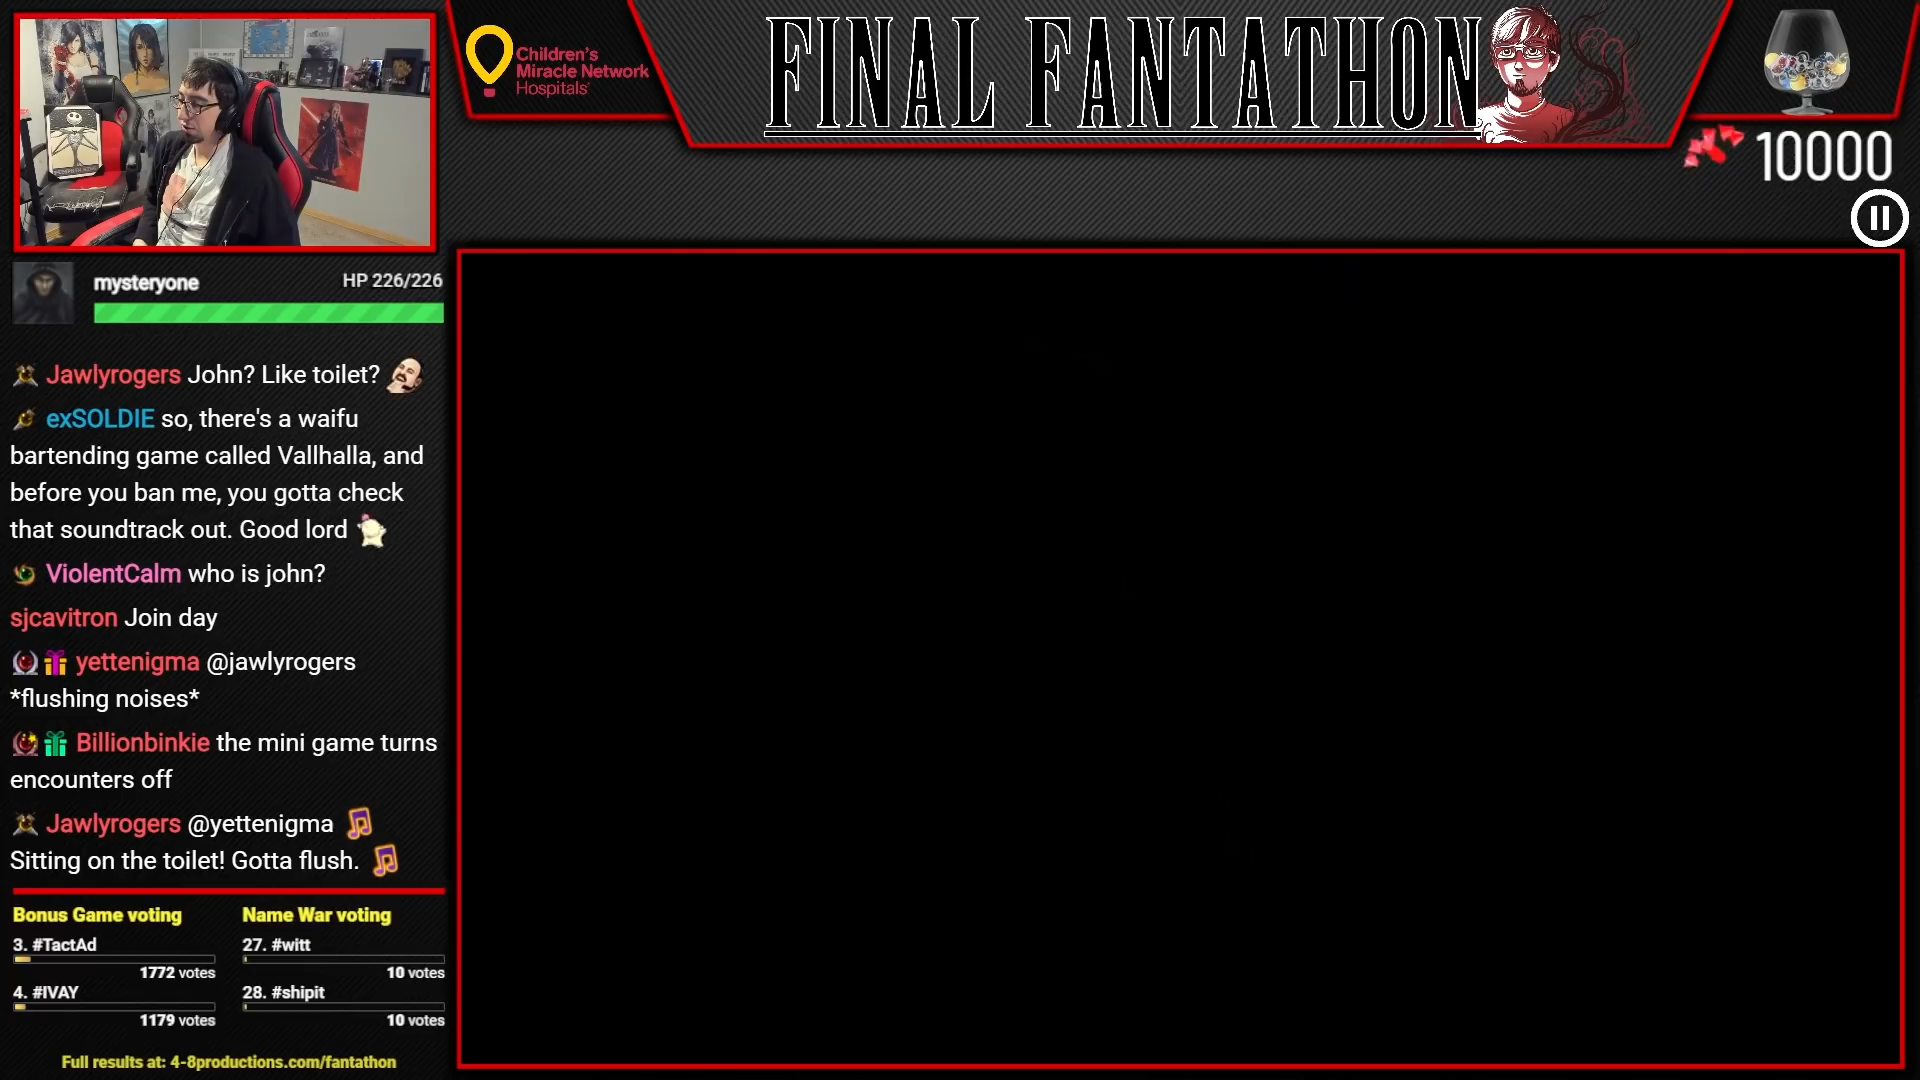 Children's
Miracle Network
Hospitals
FINAL FANTATHON
10000
mysteryone
HP 226/226
Jawlyrogers John? Like toilet?
exSOLDIE so, there's a waifu
bartending game called Vallhalla, and
before you ban me, you gotta check
that soundtrack out. Good lord
ViolentCalm who is john?
sjcavitron Join day
yettenigma @jawlyrogers
*flushing noises*
Billionbinkie the mini game turns
encounters off
Jawlyrogers @yettenigma
Sitting on the toilet! Gotta flush.
Bonus Game voting
3. #TactAd
1772 votes
4. #IVAY
1179 votes
Name War voting
27. #witt
10 votes
28. #shipit
10 votes
Full results at: 4-8productions.com/fantathon